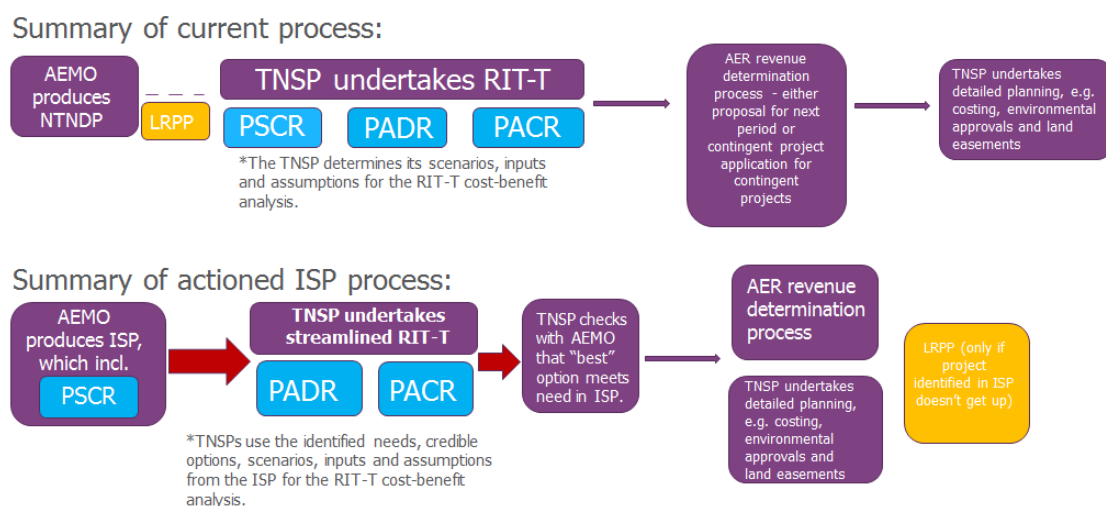 Summary of current process:
AEMO
produces
NTNDP
LRPP
TNSP undertakes RIT-T
PSCR
PADR
PACR
*The TNSP determines its scenarios, inputs
and assumptions for the RIT-T cost-benefit
analysis.
AER revenue
determination
process - either
proposal for next
period or
contingent project
application for
contingent
projects
TNSP undertakes
detailed planning, e.g.
costing, environmental
approvals and land
easements
Summary of actioned ISP process:
AEMO
produces ISP,
which incl.
PSCR
TNSP undertakes
streamlined RIT-T
PADR
PACR
*TNSPs use the identified needs, credible
options, scenarios, inputs and assumptions
from the ISP for the RIT-T cost-benefit
analysis.
TNSP checks
with AEMO
that “best”
option meets
need in ISP.
AER revenue
determination
process
TNSP undertakes
detailed planning,
e.g. costing,
environmental
approvals and
land easements
LRPP (only if
project
identified in ISP
doesn’t get up)